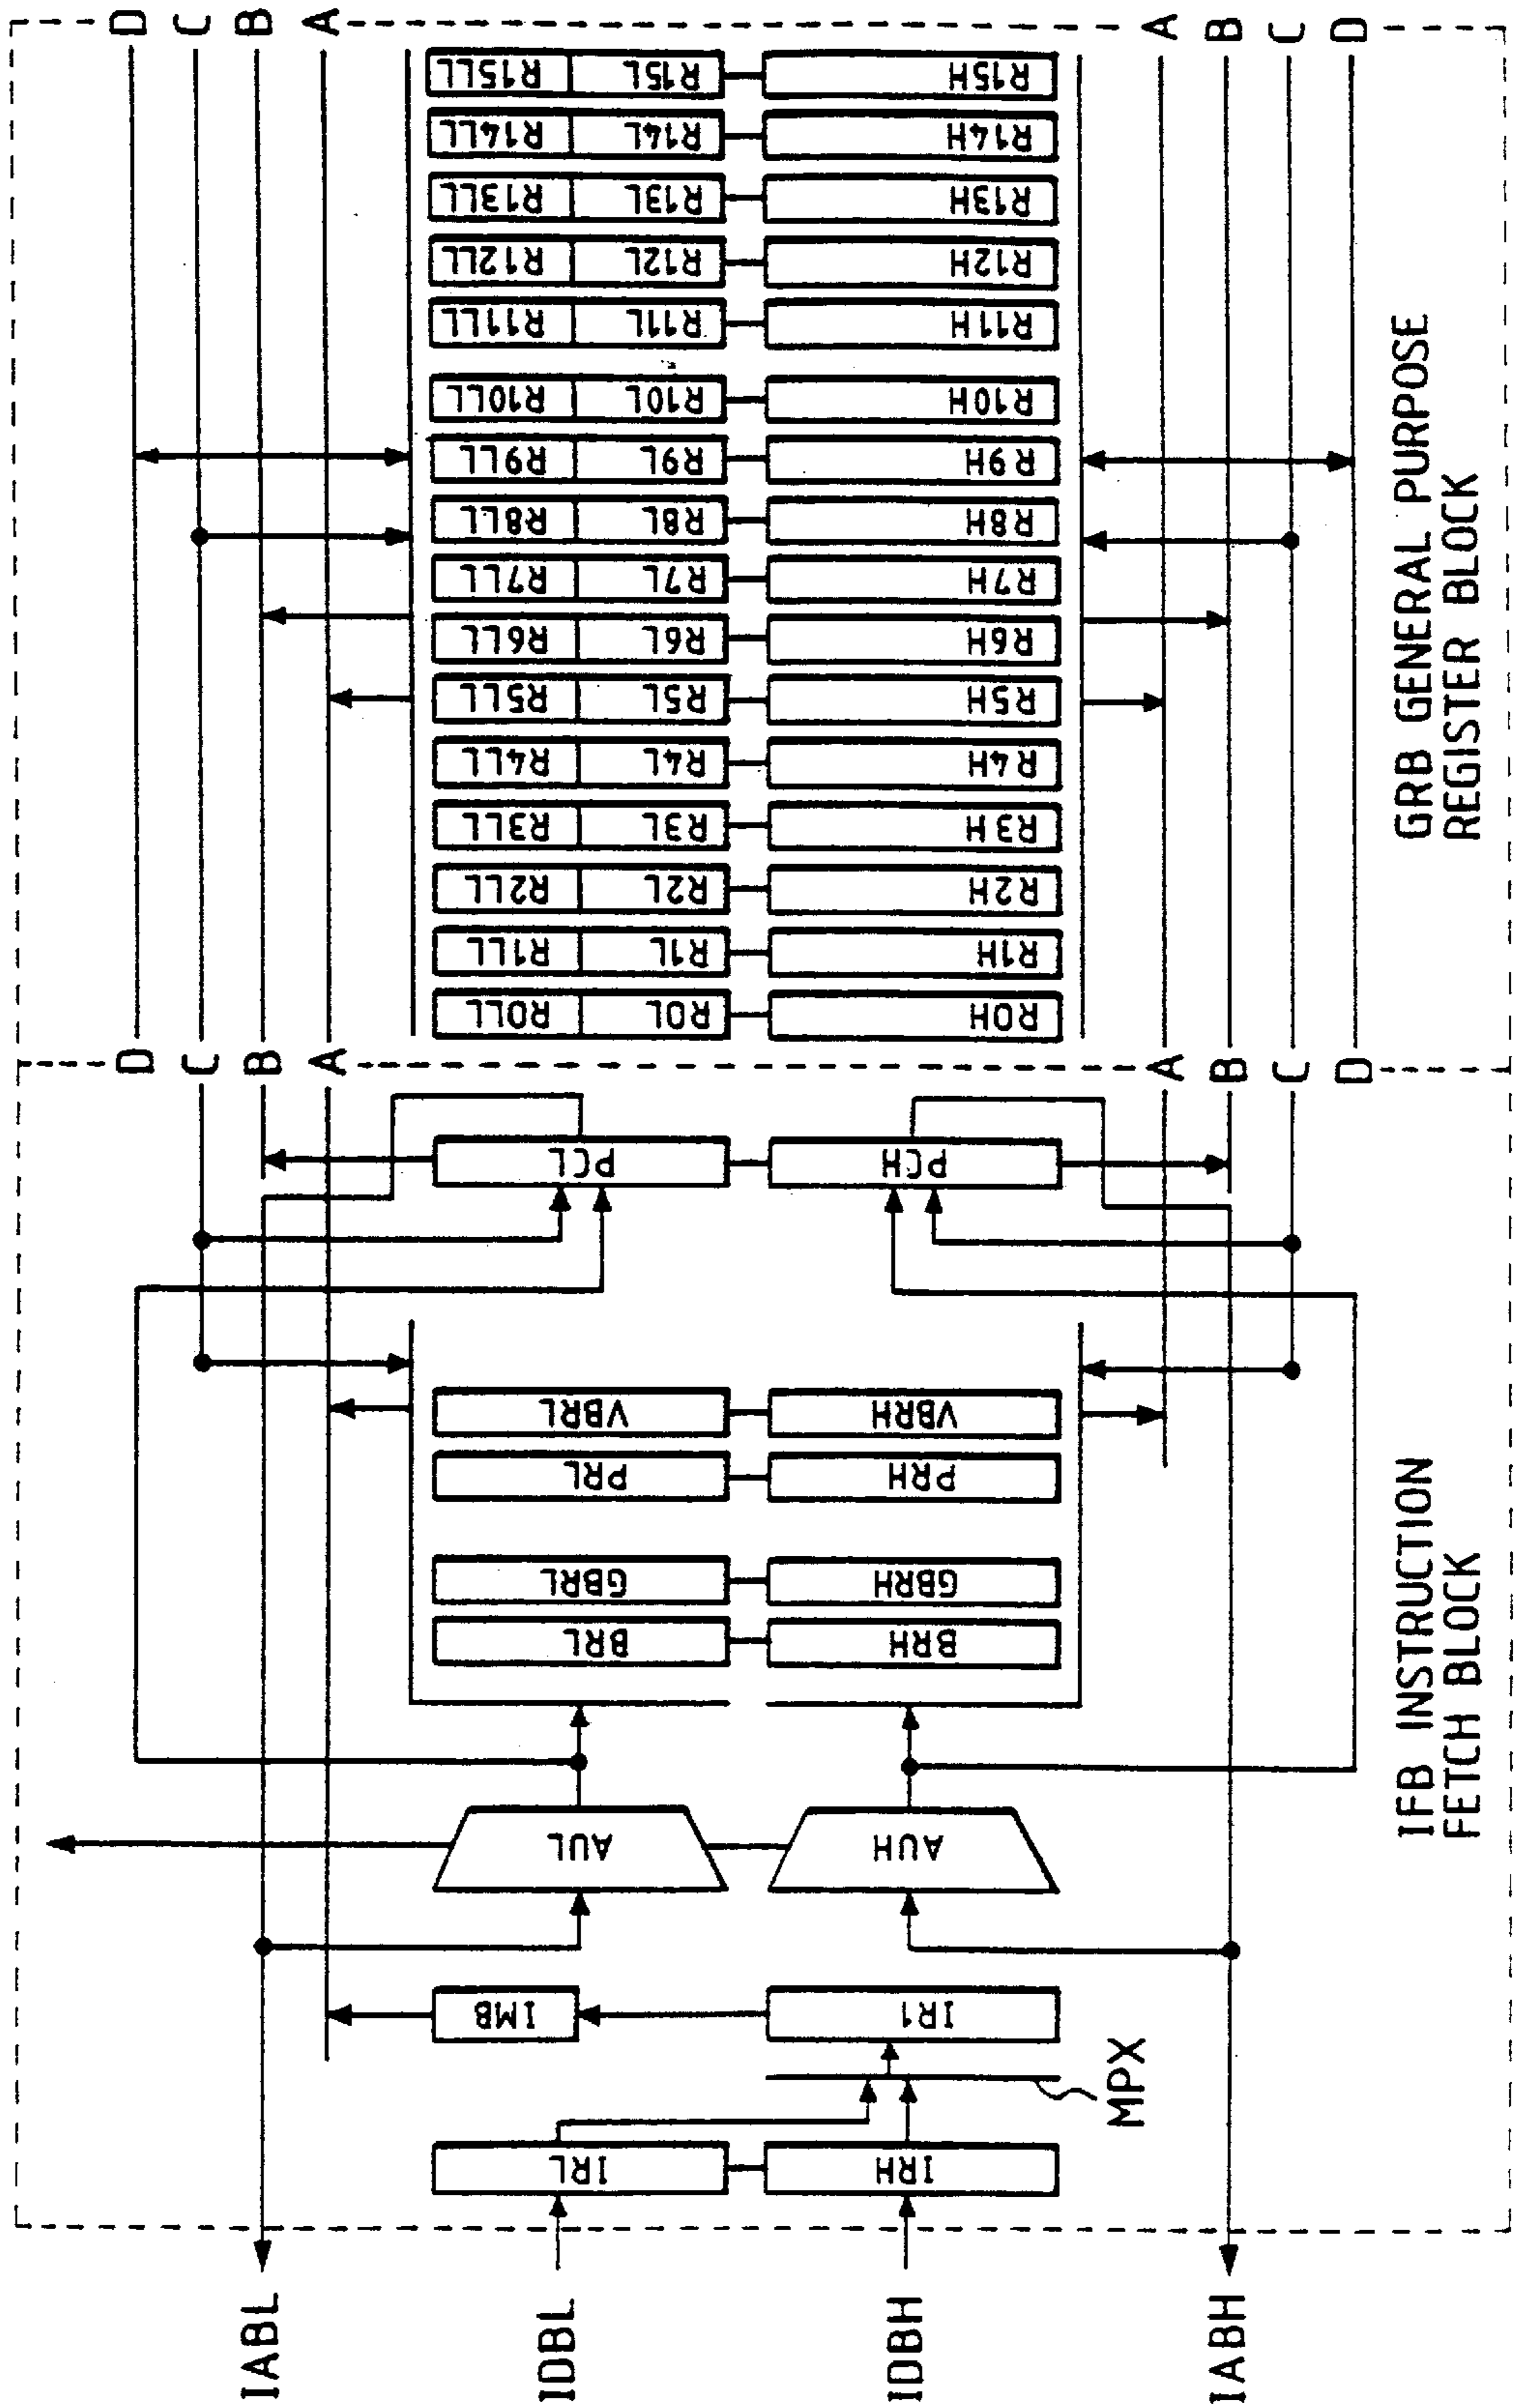 D C B A
A B C D
R15LL R15L R15H
R14LL R14L R14H
R13LL R13L R13H
R12LL R12L R12H
R11LL R11L R11H
R10LL R10L R10H
R9LL R9L R9H
R8LL R8L R8H
R7LL R7L R7H
R6LL R6L R6H
R5LL R5L R5H
R4LL R4L R4H
R3LL R3L R3H
R2LL R2L R2H
R1LL R1L R1H
R0LL R0L R0H
GRB GENERAL PURPOSE
REGISTER BLOCK
D C B A
A B C D
PCL PCH
VBRL VBRH
PRL PRH
GBRL GBRH
BRL BRH
AUL AUH
IMB IR1
MPX
IRL IRH
IFB INSTRUCTION
FETCH BLOCK
IABL
IDBL
IDBH
IABH